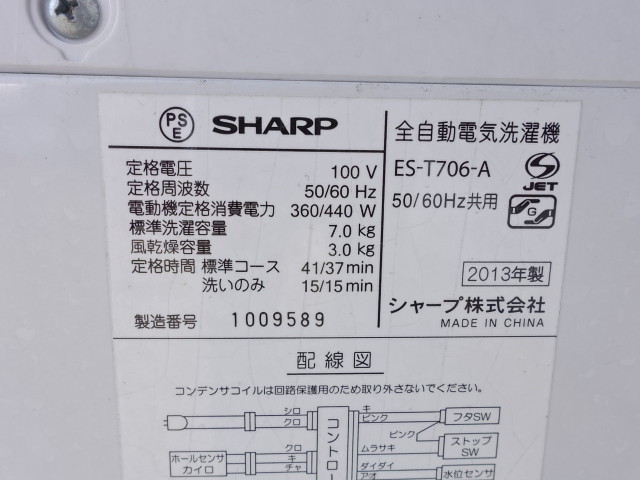 PSE SHARP
全自動電気洗濯機
ES-T706-A
JET
50/60Hz共用
G
定格電圧 100 V
定格周波数 50/60 Hz
電動機定格消費電力 360/440 W
標準洗濯容量 7.0 kg
風乾燥容量 3.0 kg
定格時間 標準コース 41/37min
洗いのみ 15/15min
製造番号 1009589
2013年製
シャープ株式会社
MADE IN CHINA
配線図
コンデンサコイルは回路保護用のため取り外さないでください。
シロ
クロ
キ
ピンク
フタSW
ピンク
ストップ
SW
ホールセンサ
カイロ
クロ
キ
チャ
コントロー
ムラサキ
ダイダイ
アオ
水位センサ